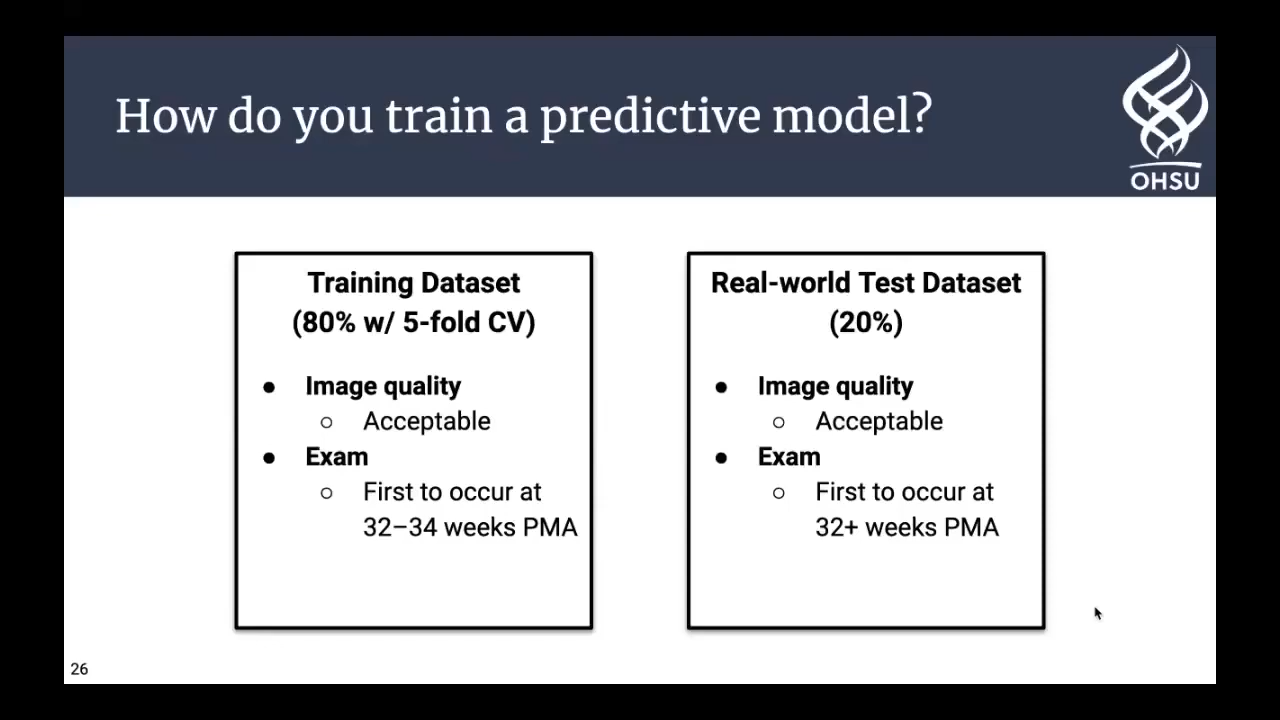 How do you train a predictive model?
OHSU
Training Dataset
(80% w/ 5-fold CV)
● Image quality
○ Acceptable
● Exam
○ First to occur at
32–34 weeks PMA
Real-world Test Dataset
(20%)
● Image quality
○ Acceptable
● Exam
○ First to occur at
32+ weeks PMA
26